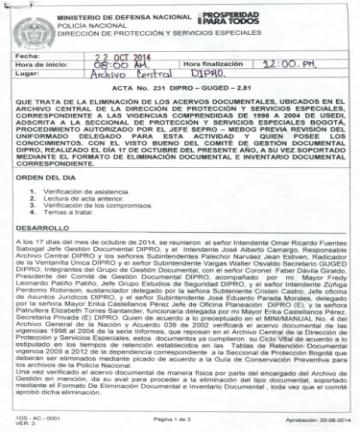 MINISTERIO DE DEFENSA NACIONAL PROSPERIDAD
POLICÍA NACIONAL PARA TODOS
DIRECCIÓN DE PROTECCIÓN Y SERVICIOS ESPECIALES
Fecha: 22 OCT 2014
Hora de inicio: 08:00 AM. Hora finalización 12:00 PM.
Lugar: Archivo Central DIPRO.
ACTA No. 231 DIPRO – GUGED – 2.81
QUE TRATA DE LA ELIMINACIÓN DE LOS ACERVOS DOCUMENTALES, UBICADOS EN EL
ARCHIVO CENTRAL DE LA DIRECCIÓN DE PROTECCIÓN Y SERVICIOS ESPECIALES,
CORRESPONDIENTE A LAS VIGENCIAS COMPRENDIDAS DE 1998 A 2004 DE USEDI,
ADSCRITA A LA SECCIONAL DE PROTECCIÓN Y SERVICIOS ESPECIALES BOGOTÁ,
PROCEDIMIENTO AUTORIZADO POR EL JEFE SEPRO – MEBOG PREVIA REVISIÓN DEL
UNIFORMADO DELEGADO PARA ESTA ACTIVIDAD Y QUIEN POSEE LOS
CONOCIMIENTOS. CON EL VISTO BUENO DEL COMITÉ DE GESTIÓN DOCUMENTAL
DIPRO, REALIZADO EL DIA 17 DE OCTUBRE DEL PRESENTE AÑO, A SU VEZ SOPORTADO
MEDIANTE EL FORMATO DE ELIMINACIÓN DOCUMENTAL E INVENTARIO DOCUMENTAL
CORRESPONDIENTE.
ORDEN DEL DIA
1. Verificación de asistencia.
2. Lectura de acta anterior.
3. Verificación de los compromisos.
4. Temas a tratar.
DESARROLLO
A los 17 días del mes de octubre de 2014, se reunieron el señor Intendente Omar Ricardo Fuentes
Sabogal Jefe Gestión Documental DIPRO, y el Intendente José Alberto Camargo, Responsable
Archivo Central DIPRO y los señores Subintendentes Palechor Narváez Jean Estiven, Radicador
de la Ventanilla Única DIPRO y el señor Subintendente Vargas Walter Osvaldo Secretario GUGED
DIPRO, Integrantes del Grupo de Gestión Documental, con el señor Coronel Faber Dávila Giraldo,
Presidente del Comité de Gestión Documental DIPRO, acompañado por mi Mayor Fredy
Leonardo Patiño Patiño, Jefe Grupo Estudios de Seguridad DIPRO, y el señor Intendente Zúñiga
Perdomo Robinson, sustanciador delegado por la señora Subteniente Cristen Castro, Jefe oficina
de Asuntos Jurídicos DIPRO, y el señor Subintendente José Eduardo Parada Morales, delegado
por la señora Mayor Erika Castellanos Pérez Jefe de Oficina Planeación DIPRO (E), y la señora
Patrullera Elizabeth Torres Santander, funcionaria delegada por mi Mayor Erika Castellanos Pérez,
Secretaria Privada (E) DIPRO. Quien de acuerdo a lo preceptuado en el MINIMANUAL No. 4 del
Archivo General de la Nación y Acuerdo 039 de 2002 verificará el acervo documental de las
vigencias 1998 al 2004 de la serie Informes, que reposan en el Archivo Central de la Dirección de
Protección y Servicios Especiales, estos documentos ya cumplieron su Ciclo Vital de acuerdo a lo
estipulado en los tiempos de retención establecidos en las Tablas de Retención Documental
vigencia 2009 a 2012 de la dependencia correspondiente a la Seccional de Protección Bogotá que
deberán ser eliminados mediante picado de acuerdo a la Guía de Conservación Preventiva para
los archivos de la Policía Nacional.
Una vez verificado el acervo documental de manera física por parte del encargado del Archivo de
Gestión en mención, da su aval para proceder a la eliminación del tipo documental, soportado
mediante el Formato De Eliminación Documental e Inventario Documental, toda vez que el comité
aprobó dicha eliminación.
1DS - AC - 0001 Página 1 de 3 Aprobación: 20-08-2014
VER: 3